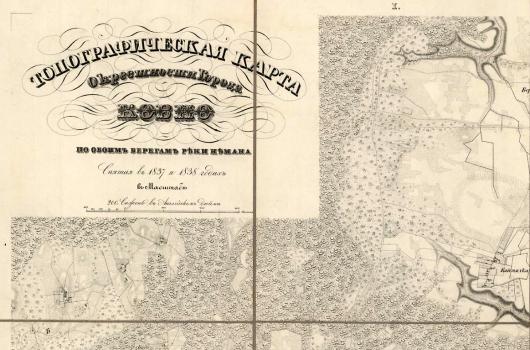 I.
ТОПОГРАФИЧЕСКАЯ КАРТА
Окрестности Города
КОВНО
ПО ОБОИМЪ БЕРЕГАМЪ РѢКИ НѢМАНА
Снятая въ 1837 и 1838 годахъ
въ Масштабѣ
200 Саженъ въ Англійскомъ Дюймѣ